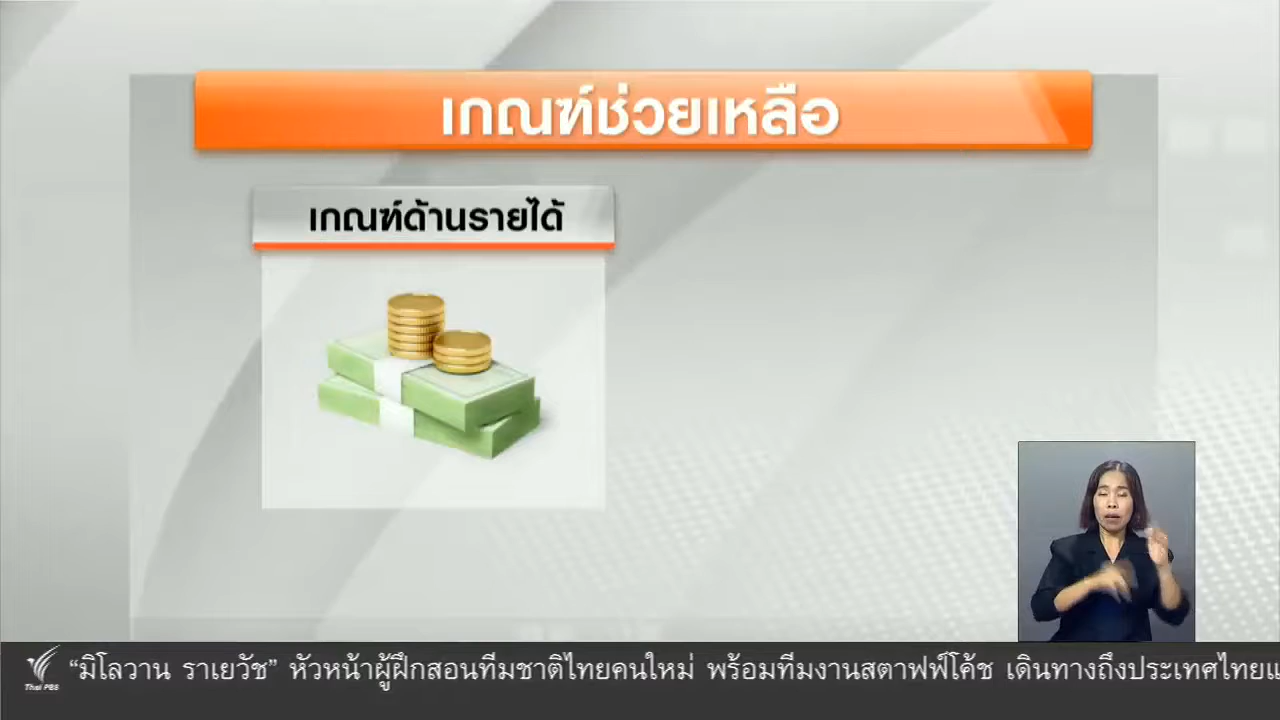 เกณฑ์ช่วยเหลือ
เกณฑ์ด้านรายได้
Thai PBS
“มิโลวาน ราเยวัช” หัวหน้าผู้ฝึกสอนทีมชาติไทยคนใหม่ พร้อมทีมงานสตาฟฟ์โค้ช เดินทางถึงประเทศไทยแ